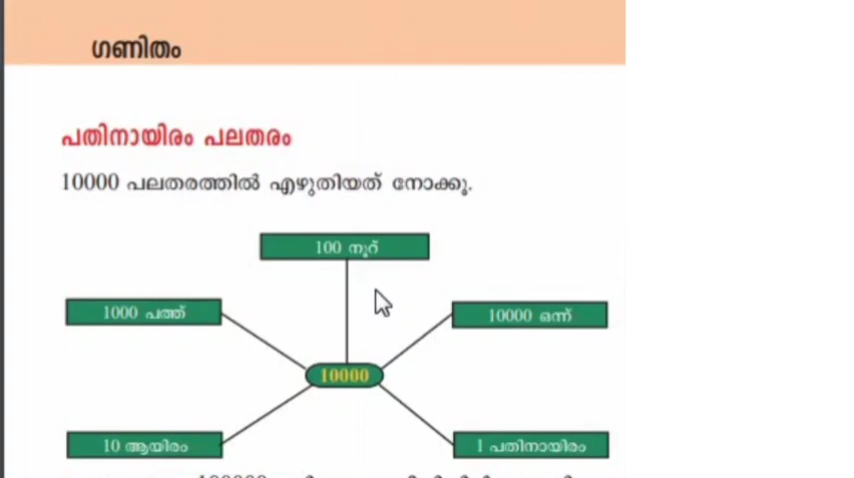 ഗണിതം
പതിനായിരം പലതരം
10000 പലതരത്തിൽ എഴുതിയത് നോക്കൂ.
100 നൂറ്
1000 പത്ത്
10000 ഒന്ന്
10000
10 ആയിരം
1 പതിനായിരം